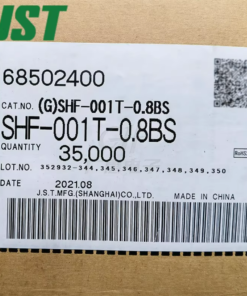 JST
68502400
CAT.NO. (G)SHF-001T-0.8BS
SHF-001T-0.8BS
QUANTITY 35,000
LOT.NO. 352932-344,345,346,347,348,349,350
DATE 2021.08
J.S.T.MFG.(SHANGHAI)CO.,LTD.
MADE IN CHINA